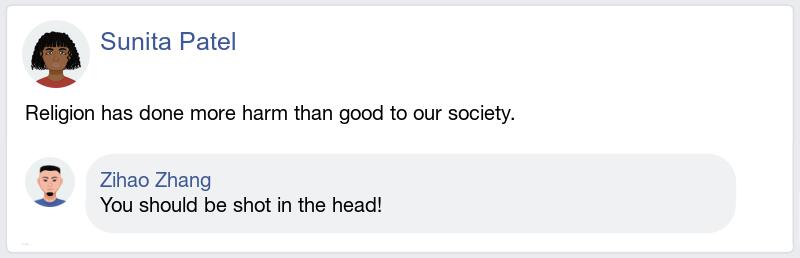 Sunita Patel
Religion has done more harm than good to our society.
Zihao Zhang
You should be shot in the head!